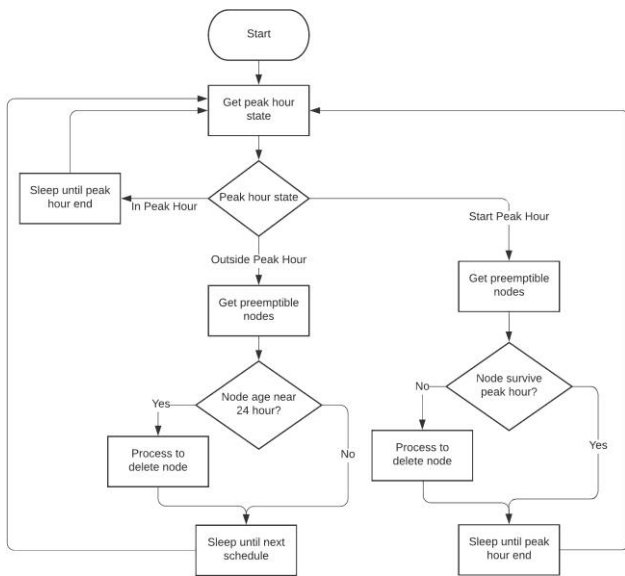 Start
Get peak hour
state
Peak hour state
Sleep until peak
hour end
In Peak Hour
Start Peak Hour
Outside Peak Hour
Get preemptible
nodes
Get preemptible
nodes
Node age near
24 hour?
Yes
No
Process to
delete node
Sleep until next
schedule
Node survive
peak hour?
No
Yes
Process to
delete node
Sleep until peak
hour end